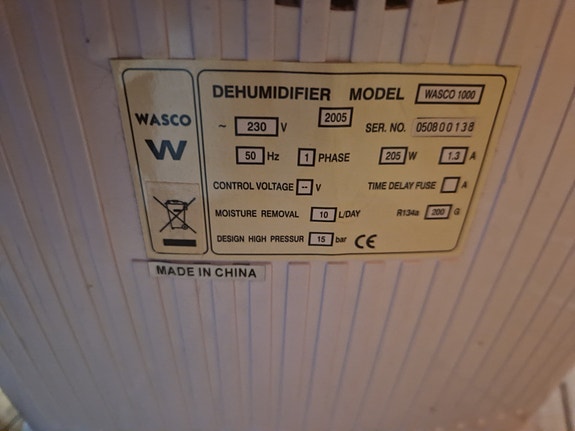 WASCO
W
DEHUMIDIFIER MODEL WASCO 1000
2005
~ 230 V SER. NO. 050800138
50 Hz 1 PHASE 205 W 1.3 A
CONTROL VOLTAGE -- V TIME DELAY FUSE A
MOISTURE REMOVAL 10 L/DAY R134a 200 G
DESIGN HIGH PRESSUR 15 bar CE
MADE IN CHINA